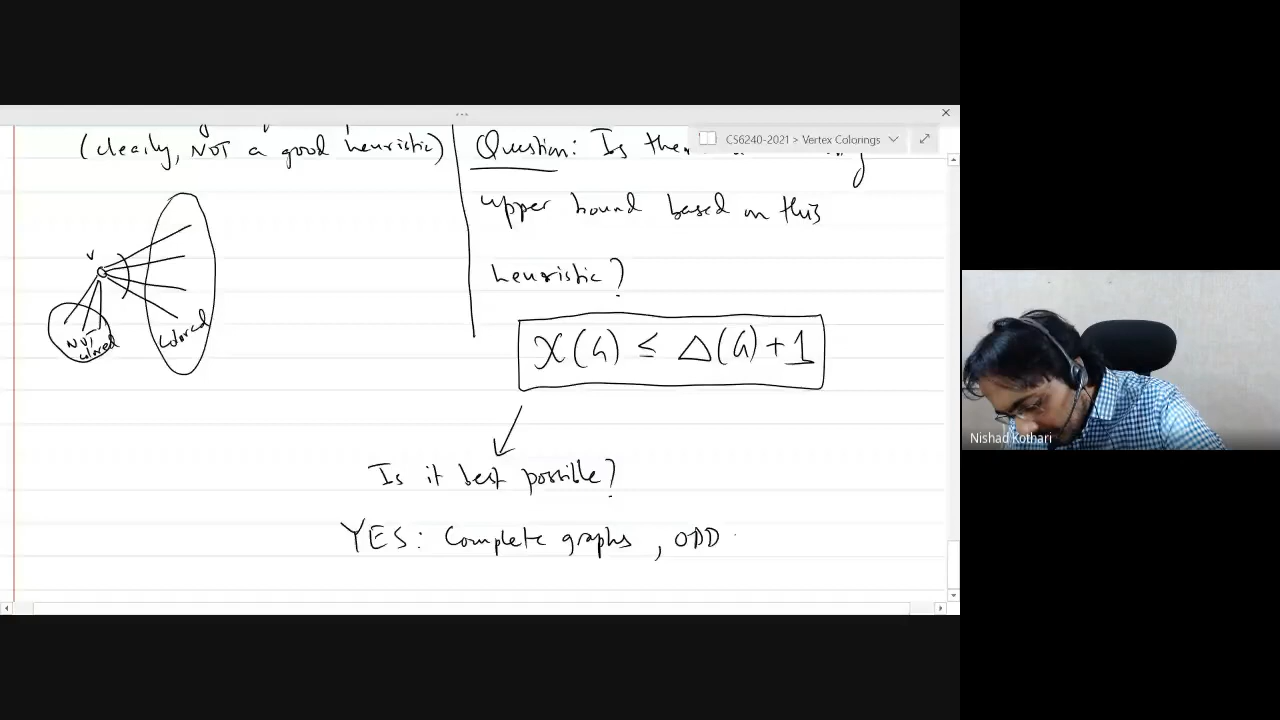 CS6240-2021 > Vertex Colorings
(clearly, NOT a good heuristic)
Question: Is
upper bound based on this
heuristic?
v
NOT colored
colored
χ(G) ≤ Δ(G)+1
Is it best possible?
YES: Complete graphs, ODD
Nishad Kothari